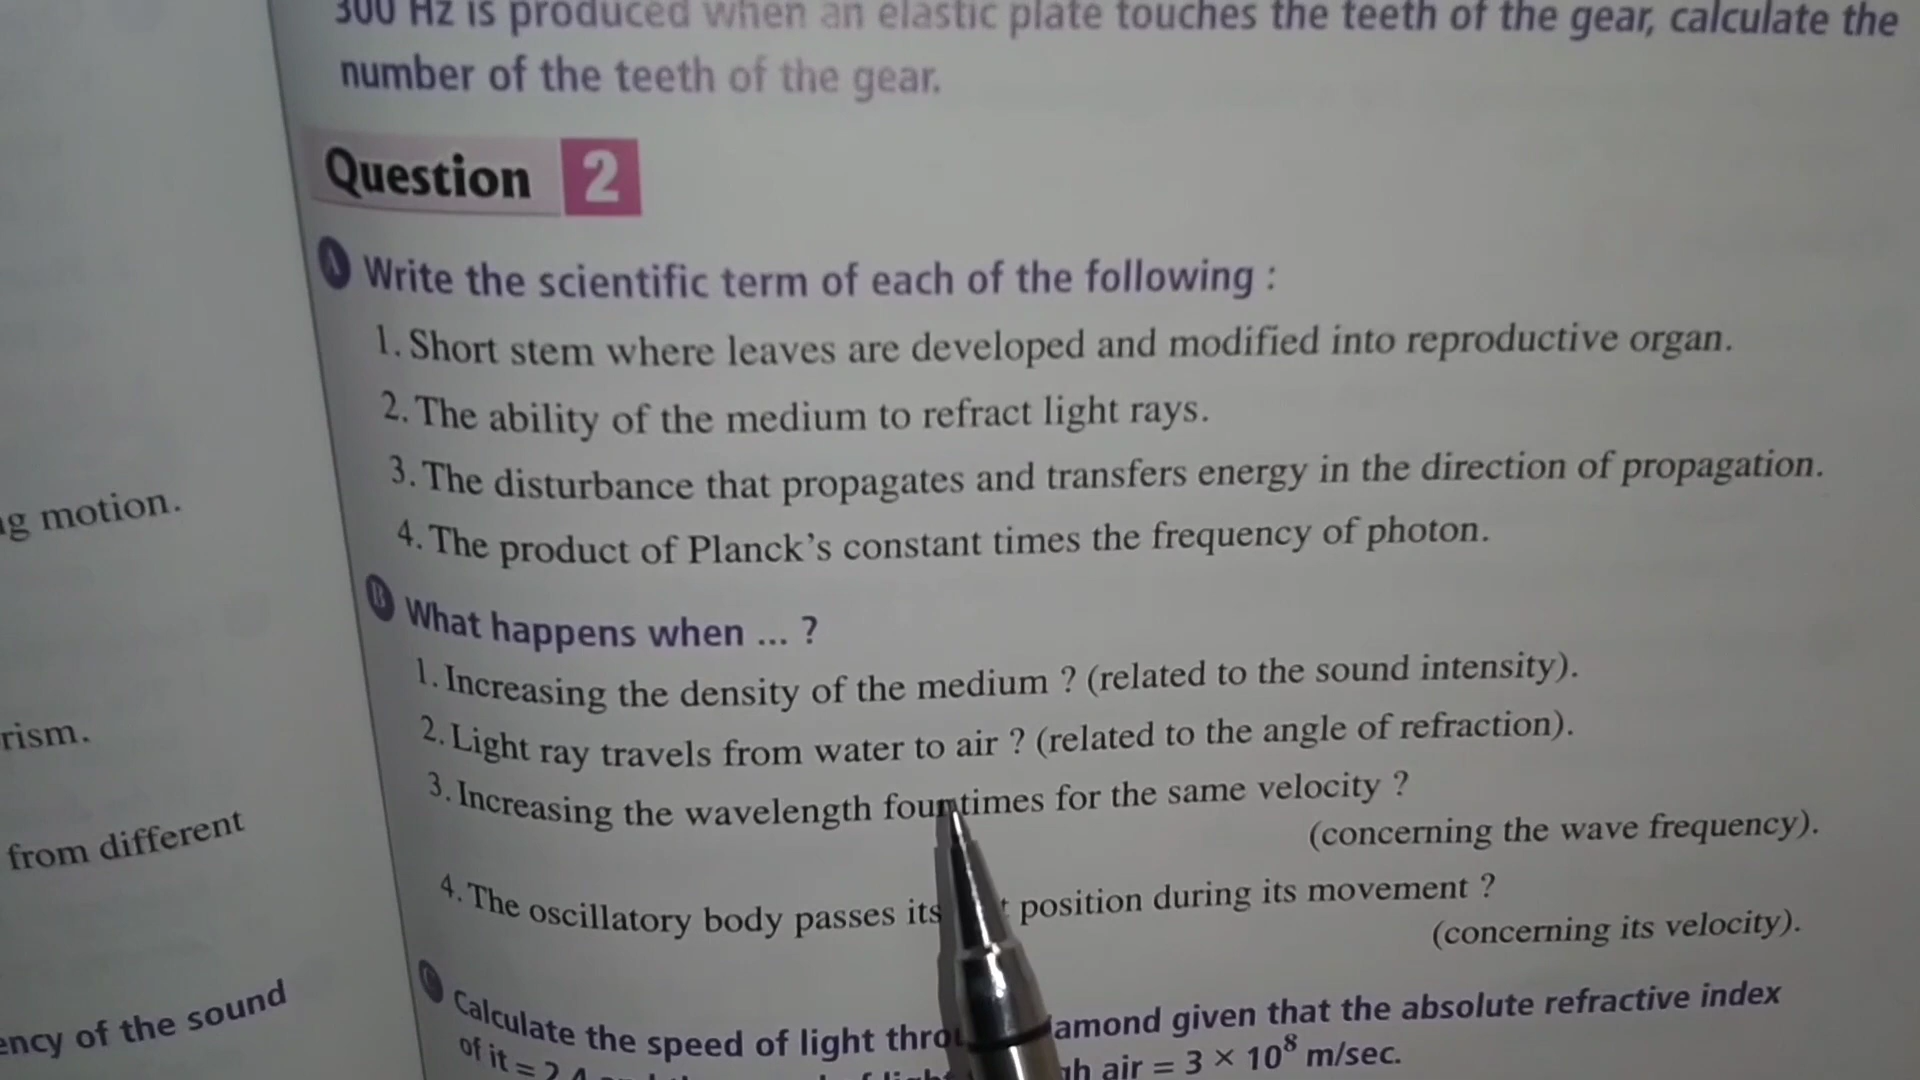 300 Hz is produced when an elastic plate touches the teeth of the gear, calculate the
number of the teeth of the gear.
Question 2
A Write the scientific term of each of the following :
1. Short stem where leaves are developed and modified into reproductive organ.
2. The ability of the medium to refract light rays.
3. The disturbance that propagates and transfers energy in the direction of propagation.
4. The product of Planck's constant times the frequency of photon.
B What happens when ... ?
1. Increasing the density of the medium ? (related to the sound intensity).
2. Light ray travels from water to air ? (related to the angle of refraction).
3. Increasing the wavelength four times for the same velocity ?
(concerning the wave frequency).
4. The oscillatory body passes its position during its movement ?
(concerning its velocity).
C Calculate the speed of light amond given that the absolute refractive index
of it = air = 3 × 10⁸ m/sec.
motion.
rism.
from different
ency of the sound